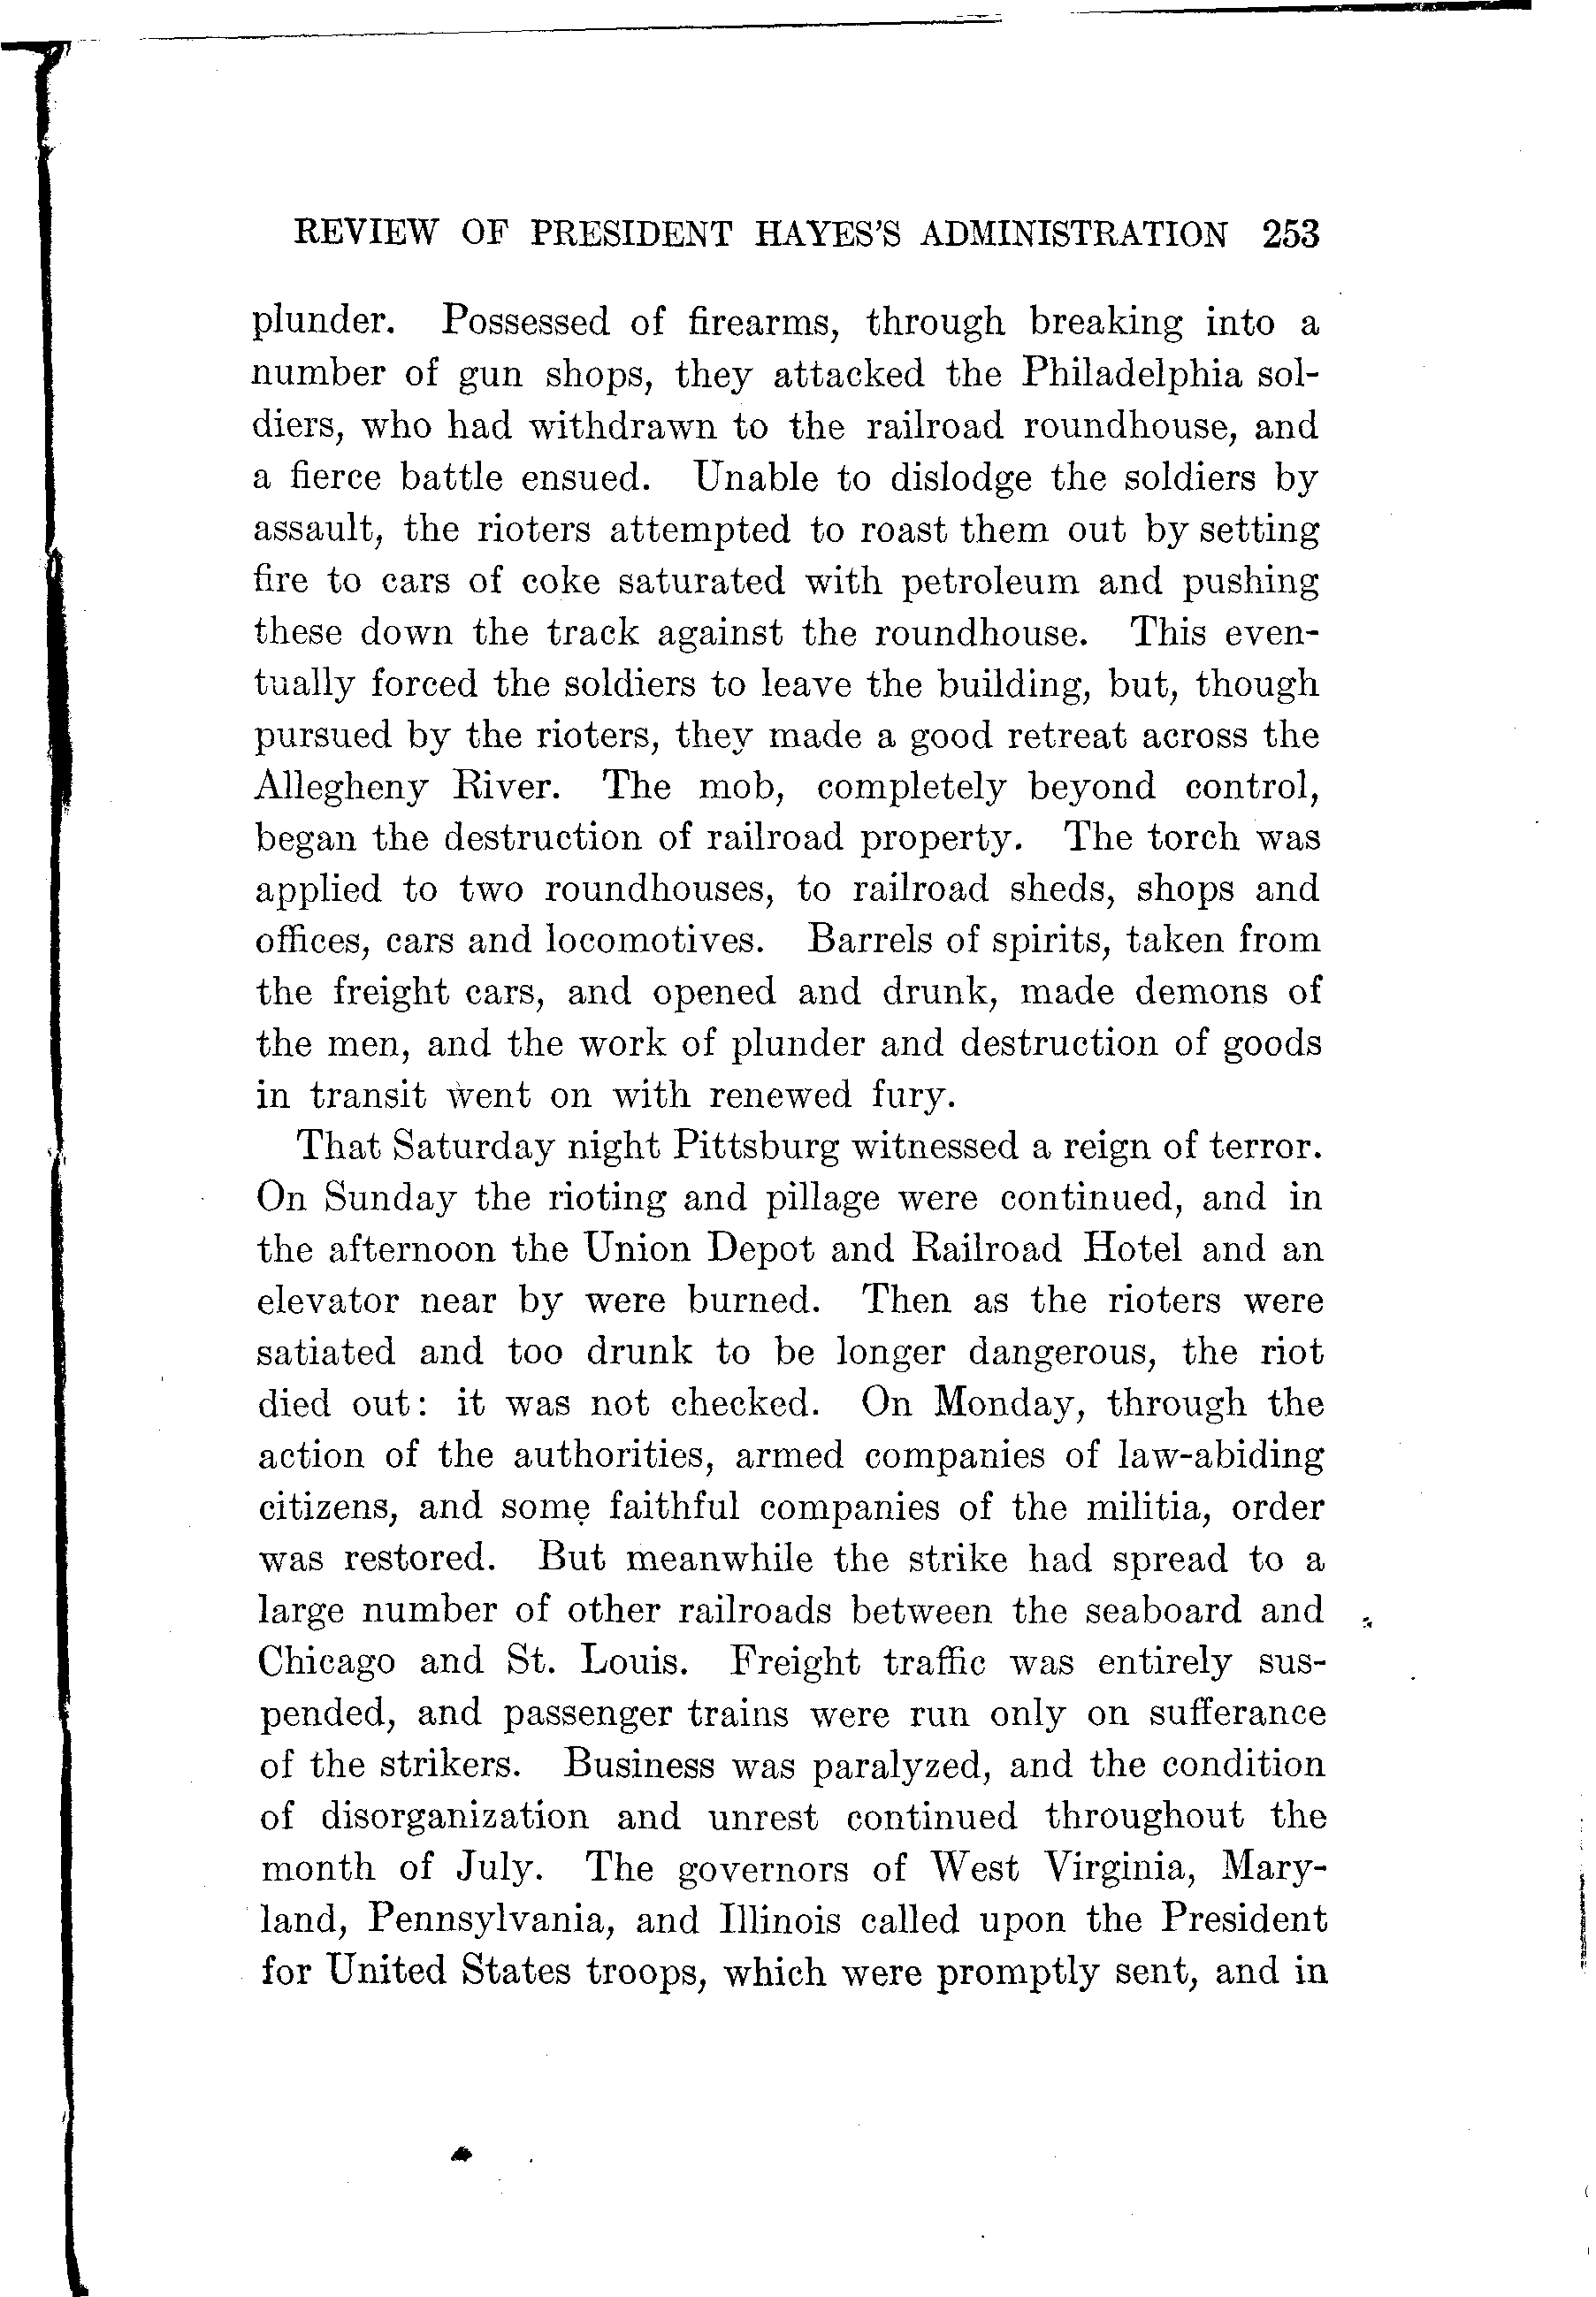 REVIEW OF PRESIDENT HAYES'S ADMINISTRATION 253
plunder. Possessed of firearms, through breaking into a
number of gun shops, they attacked the Philadelphia sol-
diers, who had withdrawn to the railroad roundhouse, and
a fierce battle ensued. Unable to dislodge the soldiers by
assault, the rioters attempted to roast them out by setting
fire to cars of coke saturated with petroleum and pushing
these down the track against the roundhouse. This even-
tually forced the soldiers to leave the building, but, though
pursued by the rioters, they made a good retreat across the
Allegheny River. The mob, completely beyond control,
began the destruction of railroad property. The torch was
applied to two roundhouses, to railroad sheds, shops and
offices, cars and locomotives. Barrels of spirits, taken from
the freight cars, and opened and drunk, made demons of
the men, and the work of plunder and destruction of goods
in transit went on with renewed fury.
That Saturday night Pittsburg witnessed a reign of terror.
On Sunday the rioting and pillage were continued, and in
the afternoon the Union Depot and Railroad Hotel and an
elevator near by were burned. Then as the rioters were
satiated and too drunk to be longer dangerous, the riot
died out: it was not checked. On Monday, through the
action of the authorities, armed companies of law-abiding
citizens, and some faithful companies of the militia, order
was restored. But meanwhile the strike had spread to a
large number of other railroads between the seaboard and
Chicago and St. Louis. Freight traffic was entirely sus-
pended, and passenger trains were run only on sufferance
of the strikers. Business was paralyzed, and the condition
of disorganization and unrest continued throughout the
month of July. The governors of West Virginia, Mary-
land, Pennsylvania, and Illinois called upon the President
for United States troops, which were promptly sent, and in